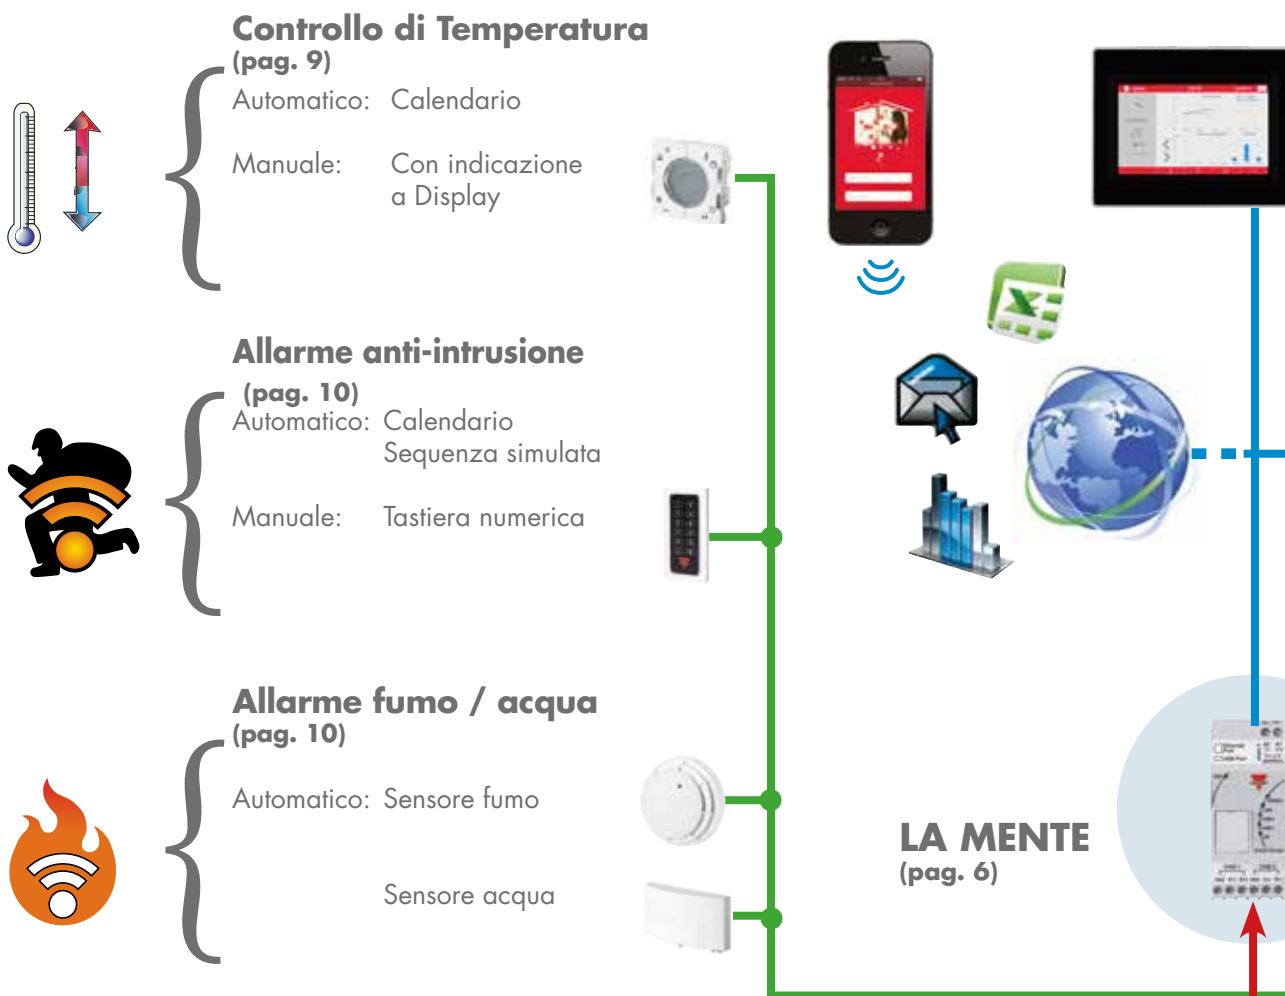 Controllo di Temperatura
(pag. 9)
Automatico: Calendario
Manuale: Con indicazione
a Display
Allarme anti-intrusione
(pag. 10)
Automatico: Calendario
Sequenza simulata
Manuale: Tastiera numerica
Allarme fumo / acqua
(pag. 10)
Automatico: Sensore fumo
Sensore acqua
LA MENTE
(pag. 6)